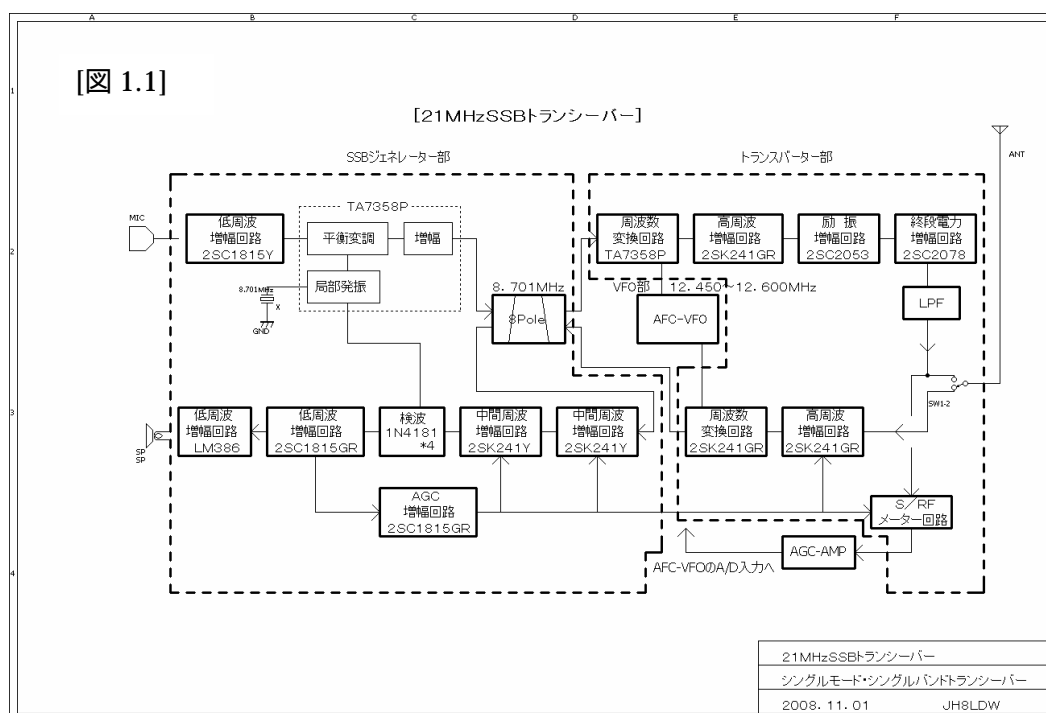 A B C D E F
[図 1.1]
[21MHzSSBトランシーバー]
SSBジェネレーター部
トランスバーター部
ANT
MIC
低周波
増幅回路
2SC1815Y
TA7358P
平衡変調
増幅
局部発振
8.701MHz
X
GND
8.701MHz
8Pole
周波数
変換回路
TA7358P
高周波
増幅回路
2SK241GR
励 振
増幅回路
2SC2053
終段電力
増幅回路
2SC2078
VFO部 12.450~12.600MHz
AFC-VFO
LPF
SW1-2
SP
SP
低周波
増幅回路
LM386
低周波
増幅回路
2SC1815GR
検波
1N4181
*4
中間周波
増幅回路
2SK241Y
中間周波
増幅回路
2SK241Y
周波数
変換回路
2SK241GR
高周波
増幅回路
2SK241GR
AGC
増幅回路
2SC1815GR
S/RF
メーター回路
AGC-AMP
AFC-VFOのA/D入力へ
1
2
3
4
21MHzSSBトランシーバー
シングルモード・シングルバンドトランシーバー
2008.11.01 JH8LDW